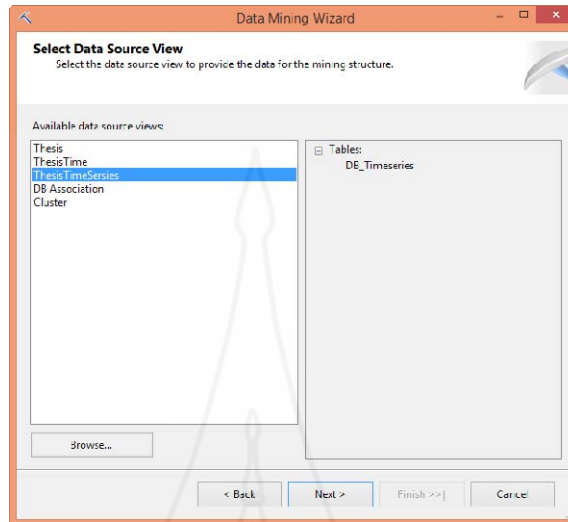 Data Mining Wizard
Select Data Source View
Select the data source view to provide the data for the mining structure.
Available data source views:
Thesis
ThesisTime
ThesisTimeSersies
DB Association
Cluster
Tables:
DB_Timeseries
Browse...
< Back
Next >
Finish >>|
Cancel